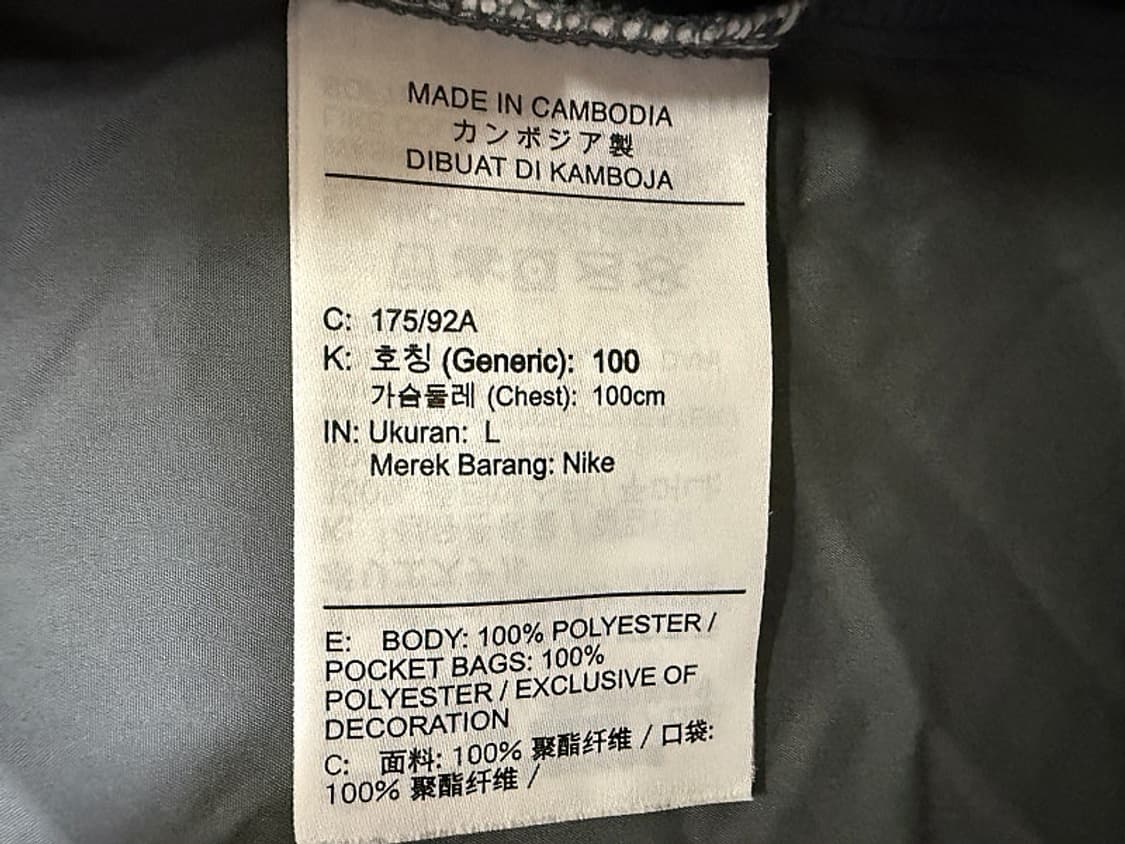 MADE IN CAMBODIA
カンボジア製
DIBUAT DI KAMBOJA
C: 175/92A
K: 호칭 (Generic): 100
가슴둘레 (Chest): 100cm
IN: Ukuran: L
Merek Barang: Nike
E: BODY: 100% POLYESTER /
POCKET BAGS: 100%
POLYESTER / EXCLUSIVE OF
DECORATION
C: 面料: 100% 聚酯纤维 / 口袋:
100% 聚酯纤维 /